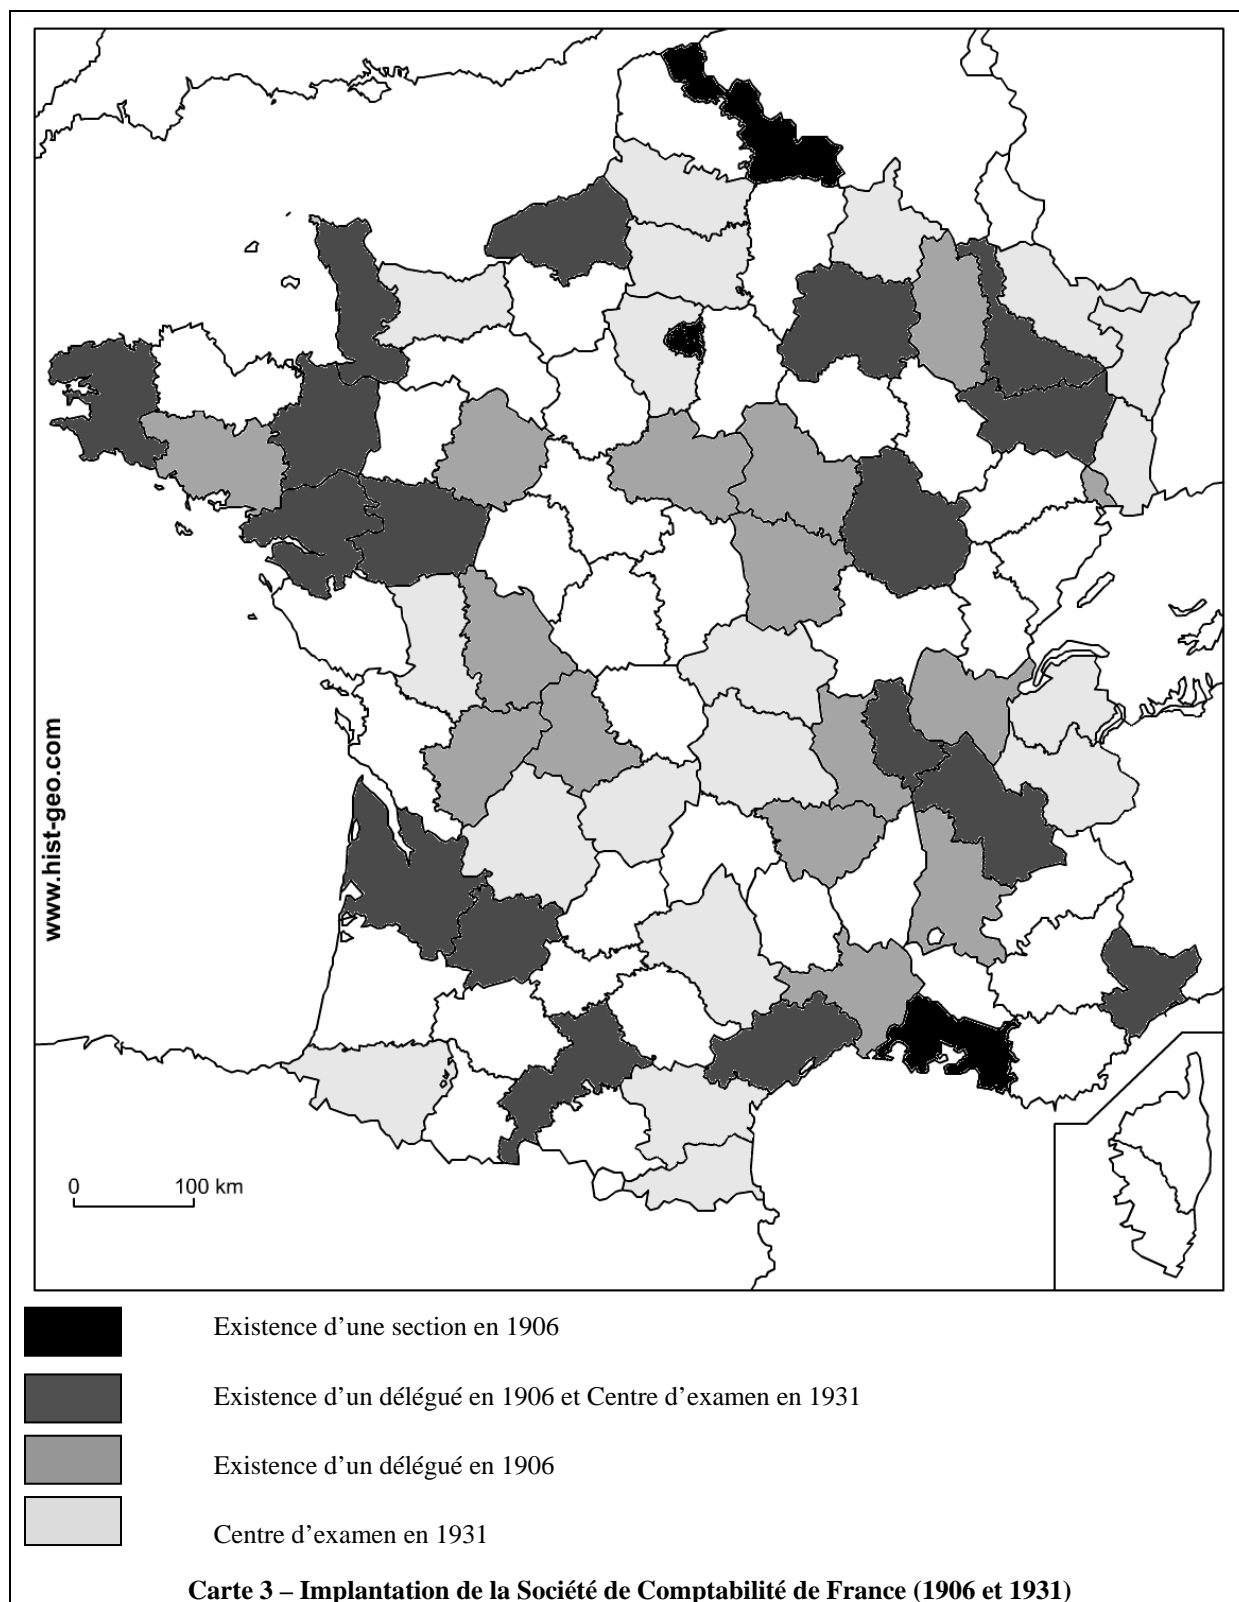 www.hist-geo.com
0 100 km
Existence d'une section en 1906
Existence d'un délégué en 1906 et Centre d'examen en 1931
Existence d'un délégué en 1906
Centre d'examen en 1931
Carte 3 – Implantation de la Société de Comptabilité de France (1906 et 1931)